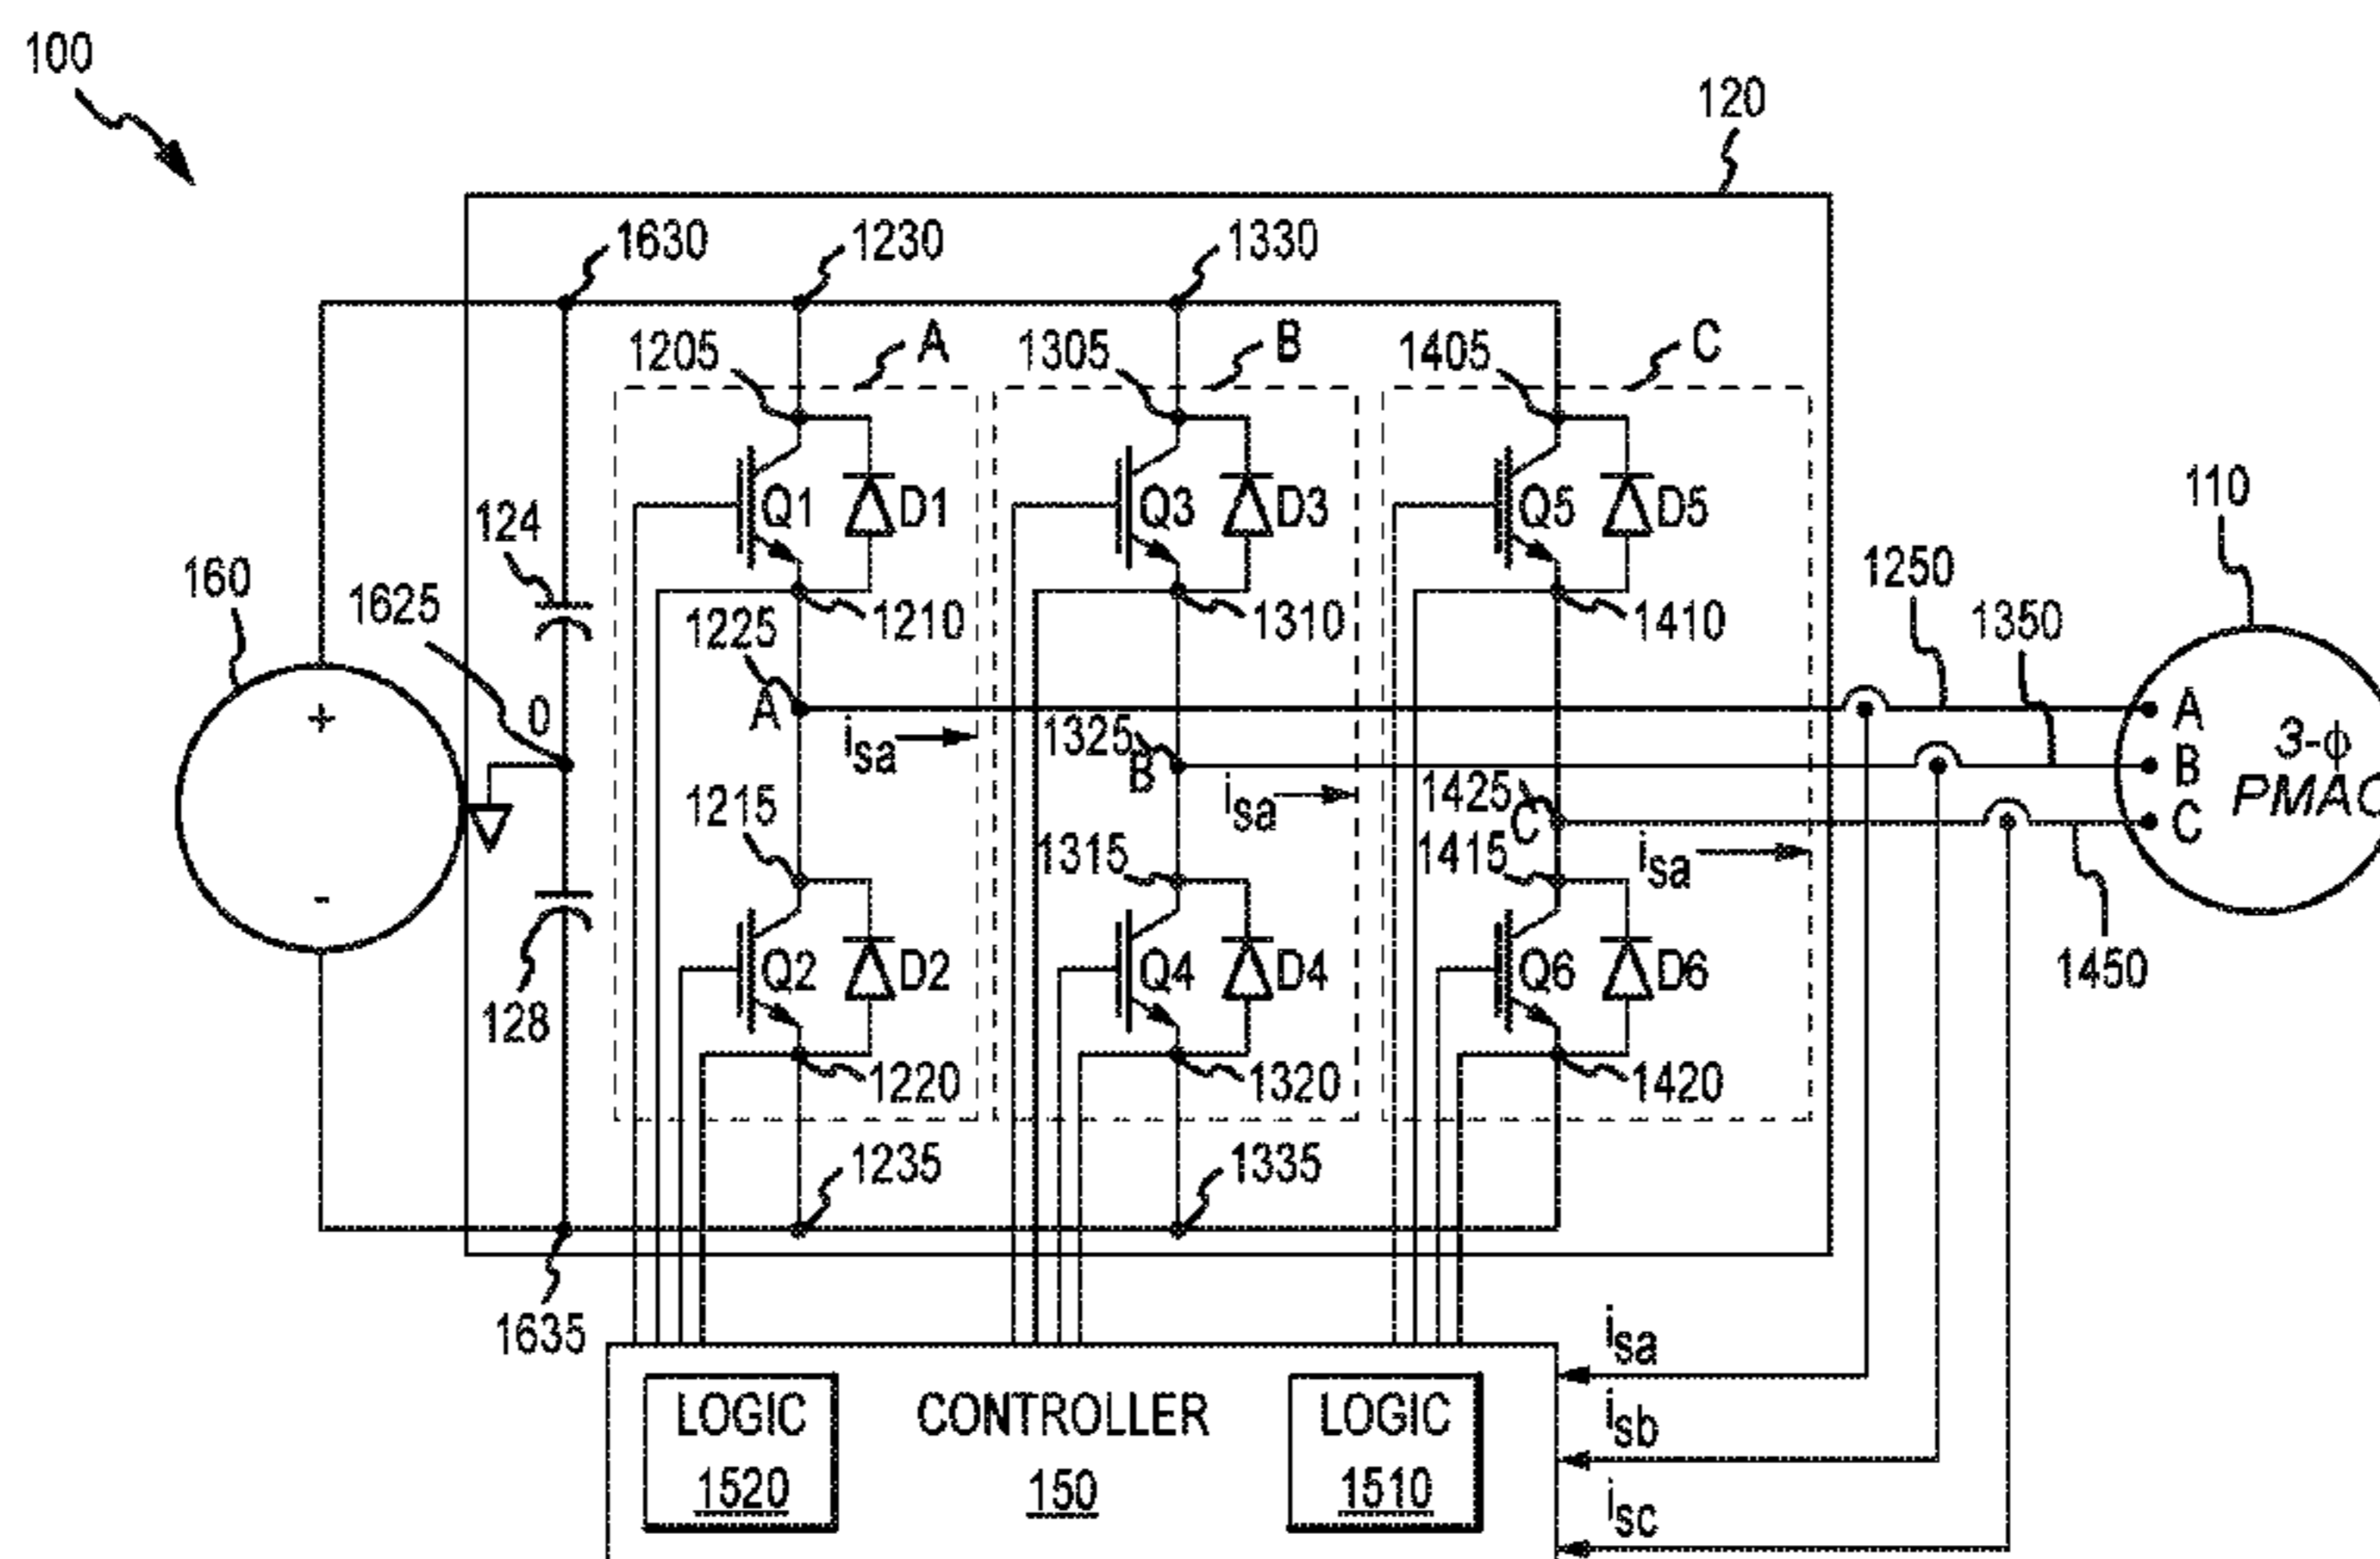 100
120
1630
1230
1330
1205
A
1305
B
1405
C
Q1
D1
Q3
D3
Q5
D5
110
124
160
1625
0
1225
1210
1310
1410
1250
1350
+
-
A
isa
1325
B
isa
1425
C
isa
A
B
C
3-ϕ
1215
1315
1415
Q2
D2
Q4
D4
Q6
D6
1450
128
1220
1320
1420
1235
1335
1635
isa
isb
isc
LOGIC
1520
CONTROLLER
150
LOGIC
1510